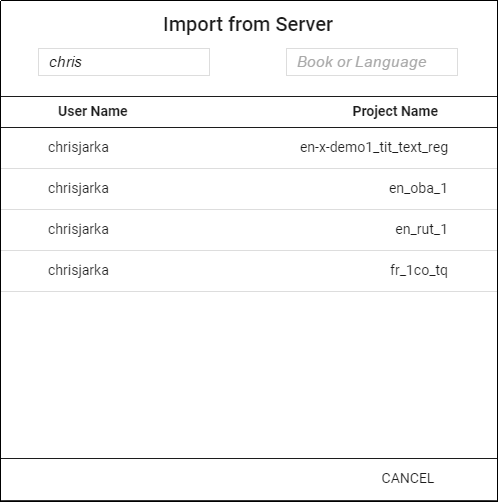 Import from Server
chris Book or Language
User Name Project Name
chrisjarka en-x-demo1_tit_text_reg
chrisjarka en_oba_1
chrisjarka en_rut_1
chrisjarka fr_1co_tq
CANCEL